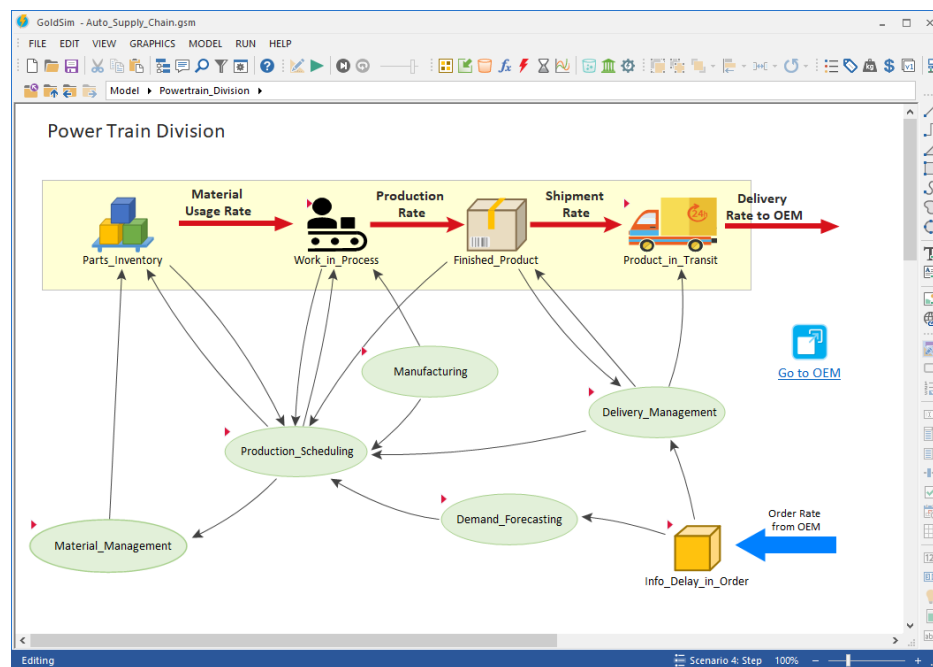 GoldSim - Auto_Supply_Chain.gsm
FILE EDIT VIEW GRAPHICS MODEL RUN HELP
Model Powertrain_Division
Power Train Division
Material
Usage Rate
Production
Rate
Shipment
Rate
Delivery
Rate to OEM
24h
Parts_Inventory
Work_in_Process
Finished_Product
Product_in_Transit
Go to OEM
Manufacturing
Delivery_Management
Production_Scheduling
Demand_Forecasting
Order Rate
from OEM
Material_Management
Info_Delay_in_Order
Editing
Scenario 4: Step 100%